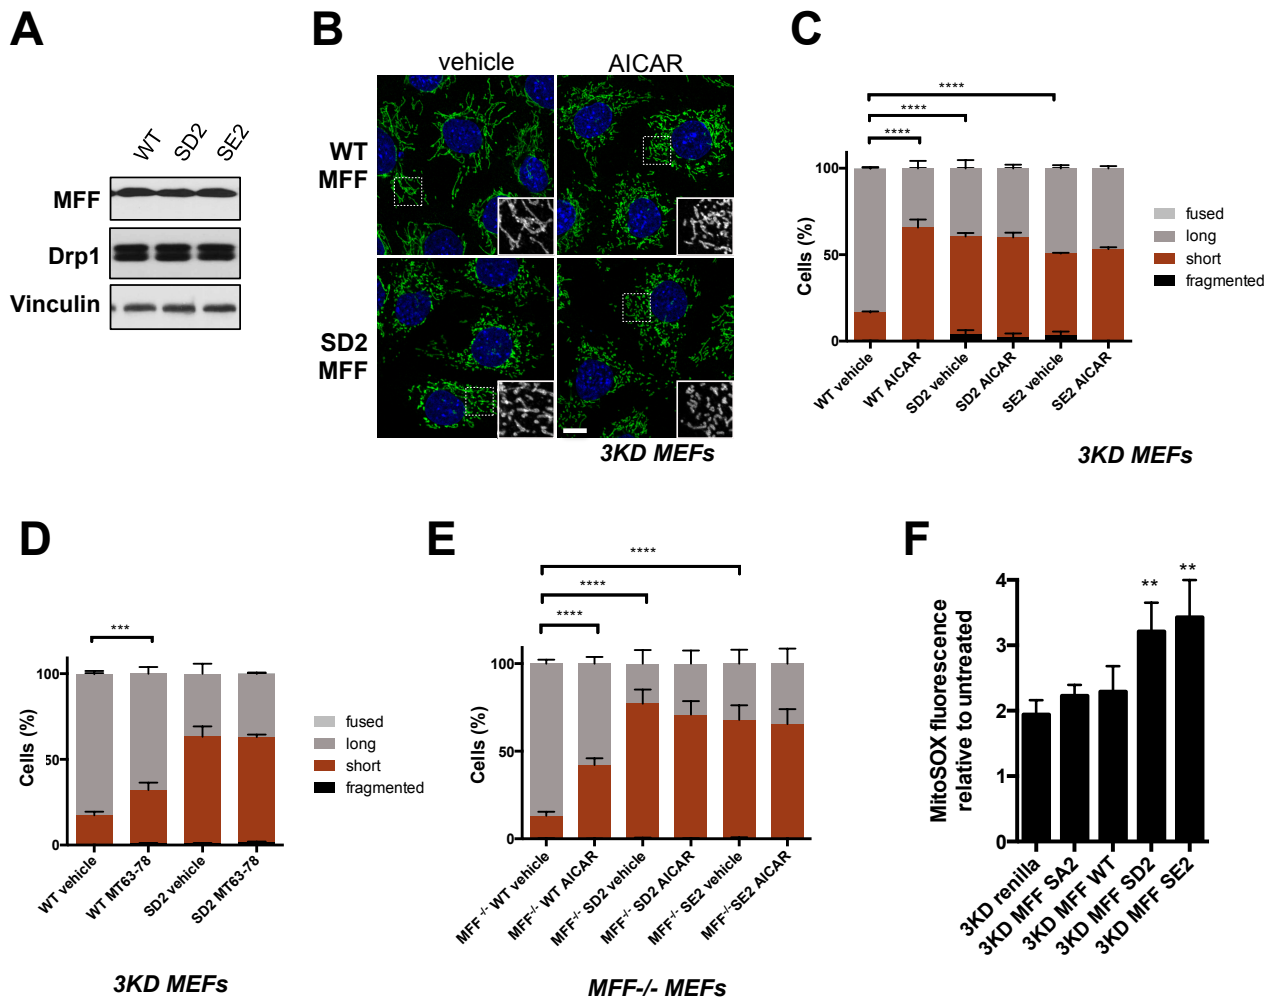 A
WT
SD2
SE2
MFF
Drp1
Vinculin
B
vehicle
AICAR
WT
MFF
SD2
MFF
3KD MEFs
C
****
****
****
100
50
0
Cells (%)
WT vehicle
WT AICAR
SD2 vehicle
SD2 AICAR
SE2 vehicle
SE2 AICAR
fused
long
short
fragmented
3KD MEFs
D
***
100
50
0
Cells (%)
WT vehicle
WT MT63-78
SD2 vehicle
SD2 MT63-78
fused
long
short
fragmented
3KD MEFs
E
****
****
****
100
50
0
Cells (%)
MFF -/- WT vehicle
MFF -/- WT AICAR
MFF -/- SD2 vehicle
MFF -/- SD2 AICAR
MFF -/- SE2 vehicle
MFF -/-SE2 AICAR
MFF-/- MEFs
F
**
**
4
3
2
1
0
MitoSOX fluorescence
relative to untreated
3KD renilla
3KD MFF SA2
3KD MFF WT
3KD MFF SD2
3KD MFF SE2